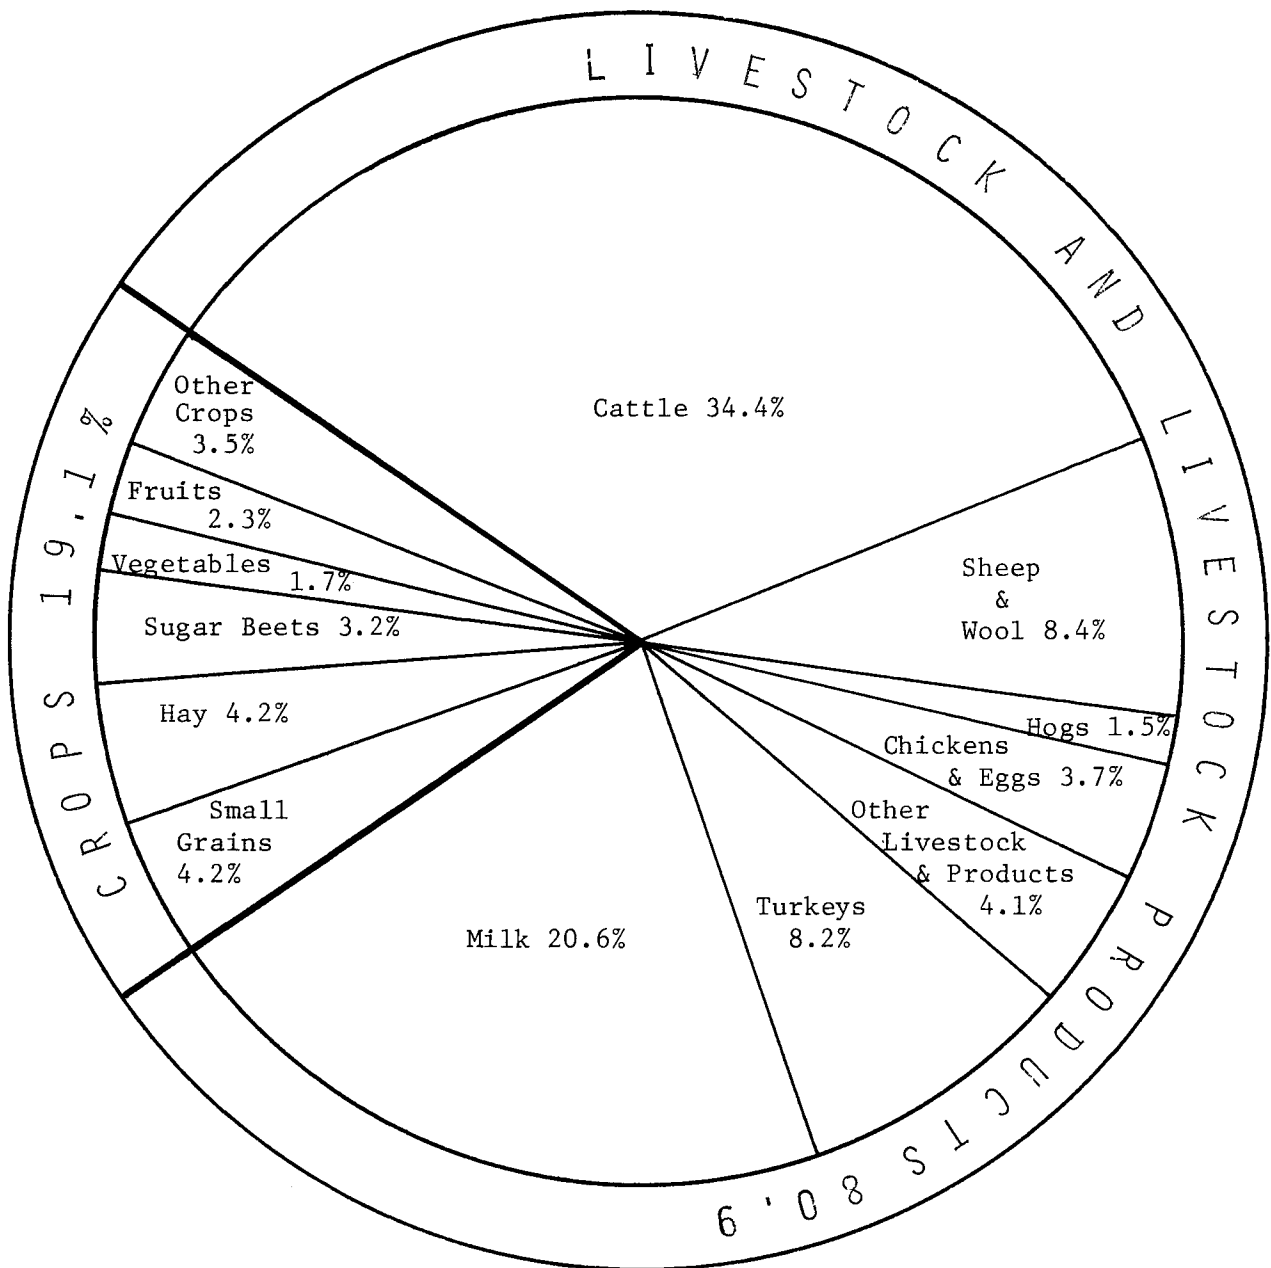 LIVESTOCK AND LIVESTOCK PRODUCTS 80.9
CROPS 19.1 %
Cattle 34.4%
Other
Crops
3.5%
Fruits
2.3%
Vegetables
1.7%
Sugar Beets 3.2%
Hay 4.2%
Small
Grains
4.2%
Sheep
&
Wool 8.4%
Hogs 1.5%
Chickens
& Eggs 3.7%
Other
Livestock
& Products
4.1%
Turkeys
8.2%
Milk 20.6%